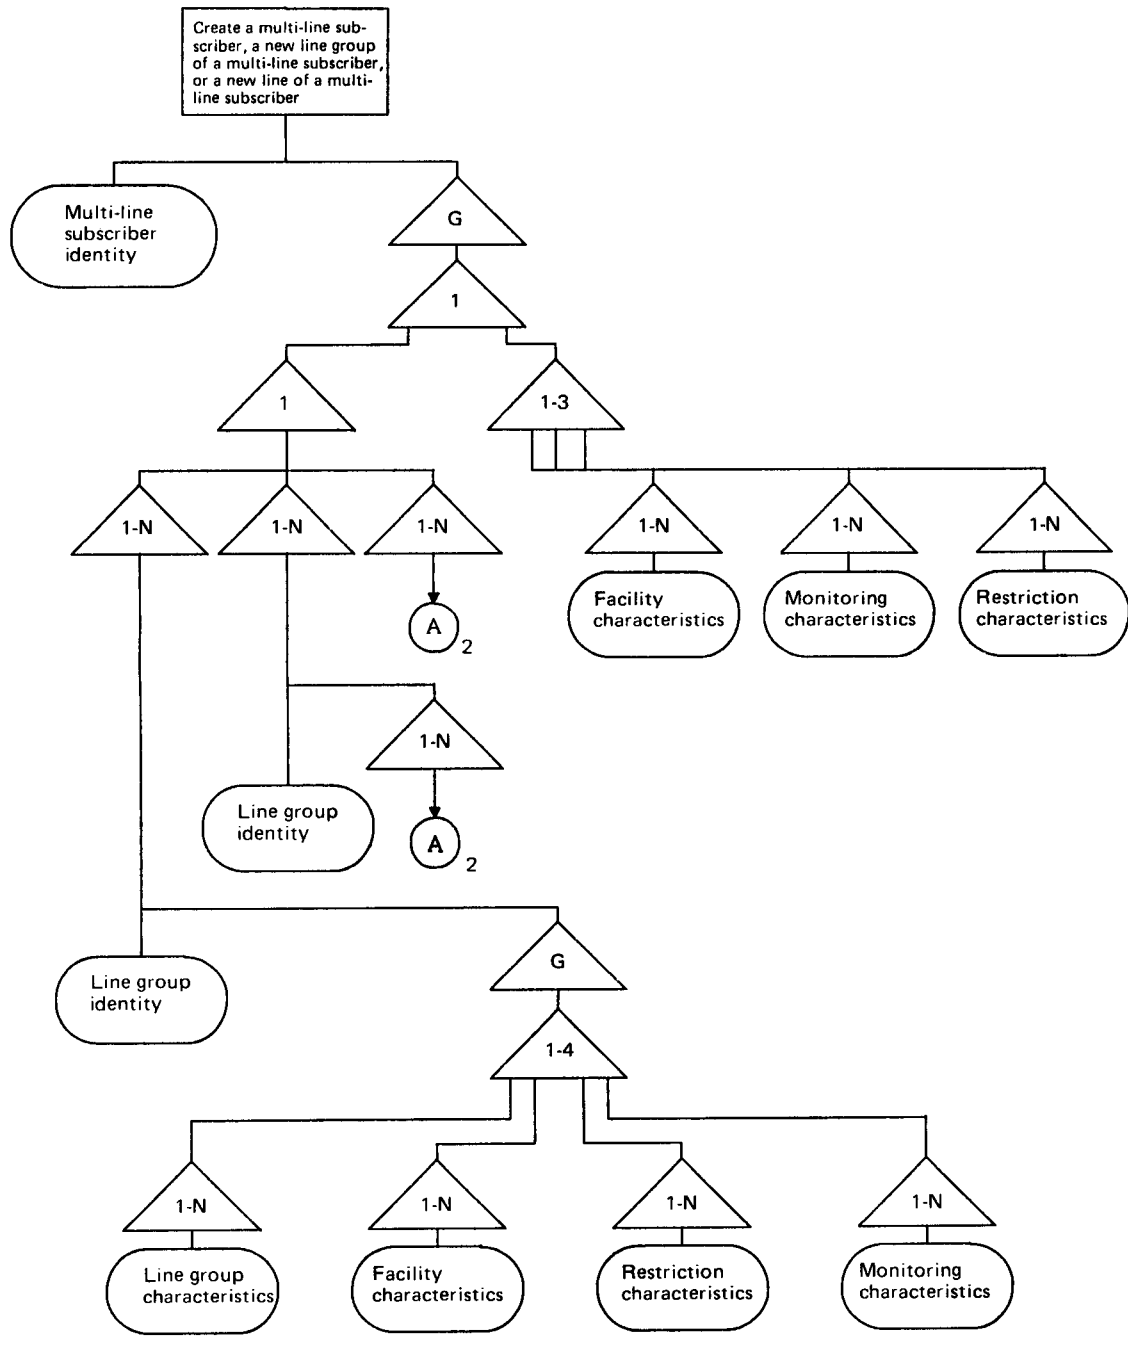 Create a multi-line sub-
scriber, a new line group
of a multi-line subscriber,
or a new line of a multi-
line subscriber
Multi-line
subscriber
identity
G
1
1
1-3
1-N
1-N
1-N
1-N
1-N
1-N
A
2
Facility
characteristics
Monitoring
characteristics
Restriction
characteristics
1-N
Line group
identity
A
2
G
Line group
identity
1-4
1-N
1-N
1-N
1-N
Line group
characteristics
Facility
characteristics
Restriction
characteristics
Monitoring
characteristics